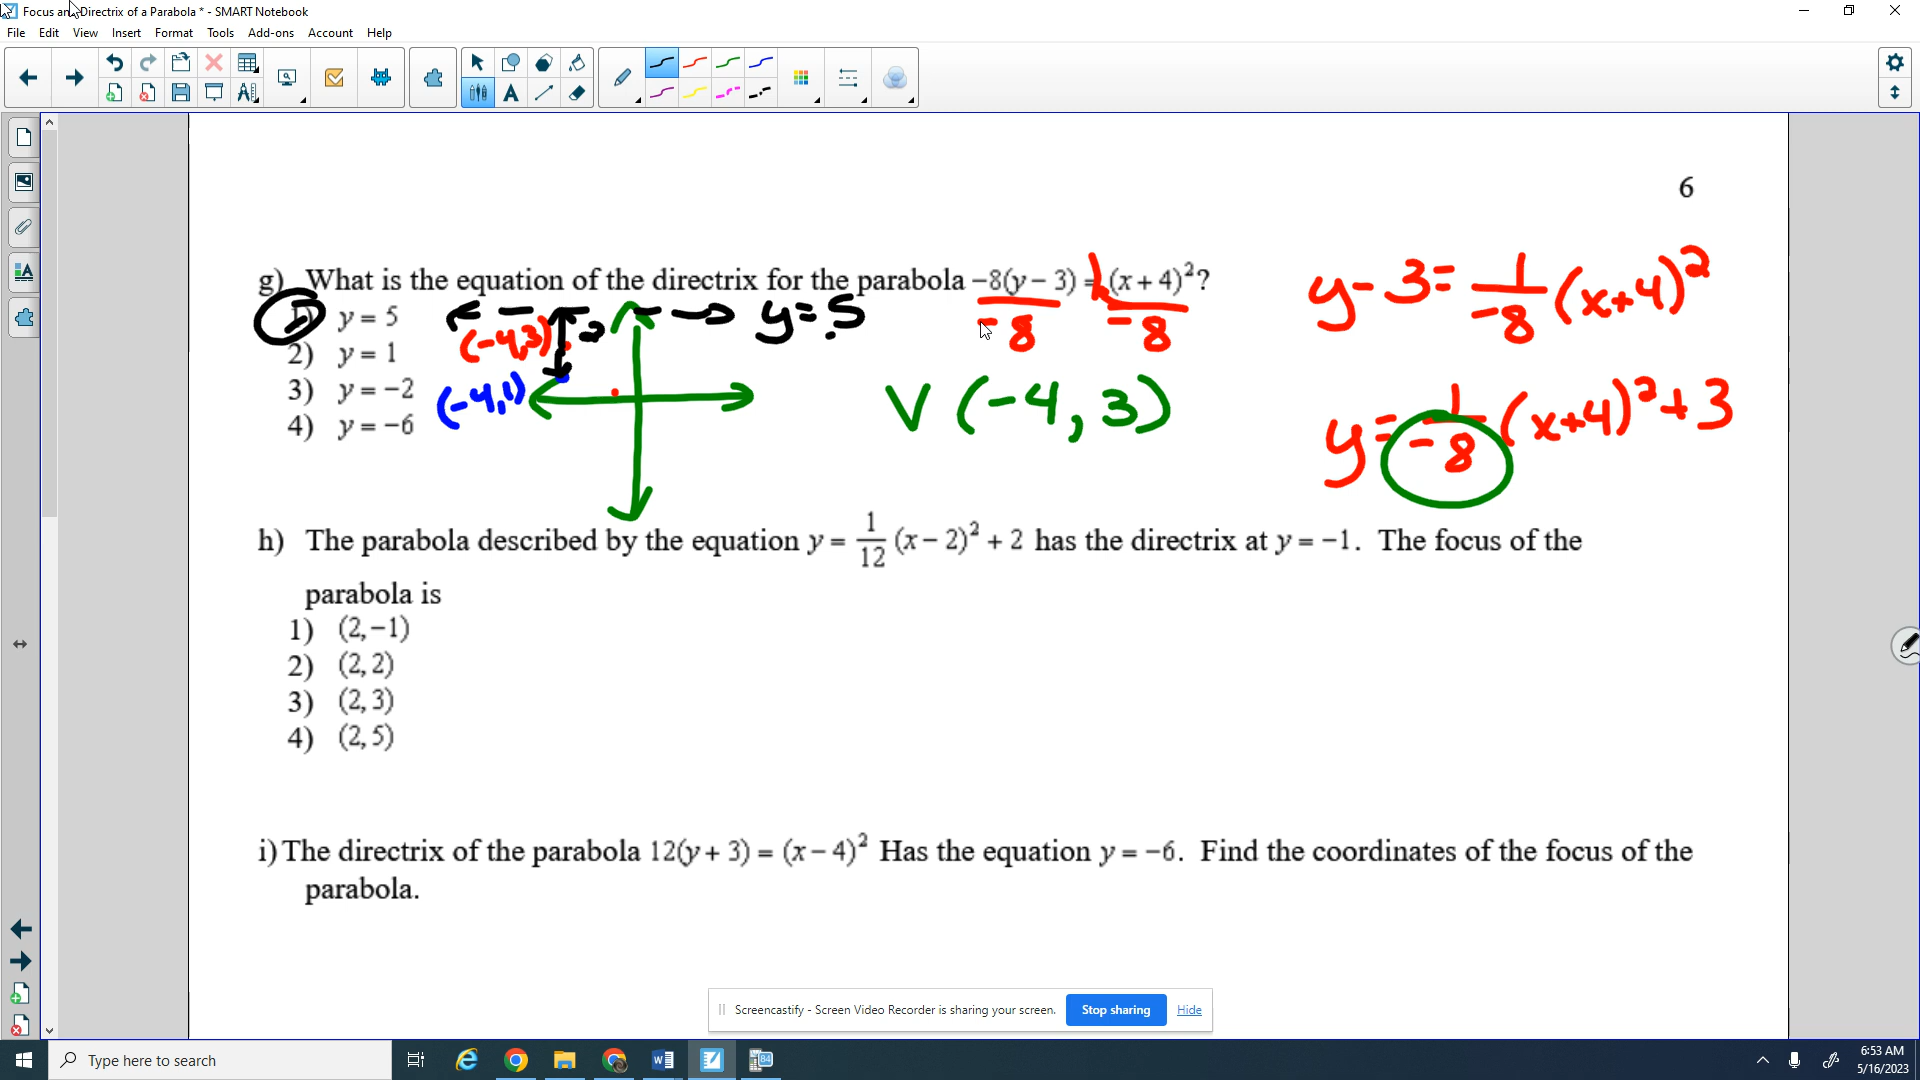 Focus and Directrix of a Parabola * - SMART Notebook
File Edit View Insert Format Tools Add-ons Account Help
6
g) What is the equation of the directrix for the parabola −8(y − 3) = (x + 4)²?
−8 −8
y = 5
2) y = 1
3) y = −2
4) y = −6
(-4,3) 2 y = 5
(-4,1)
V (-4, 3)
y - 3 = 1/-8 (x+4)²
y = 1/-8 (x+4)² + 3
h) The parabola described by the equation y = 1/12 (x − 2)² + 2 has the directrix at y = −1. The focus of the
parabola is
1) (2, −1)
2) (2, 2)
3) (2, 3)
4) (2, 5)
i) The directrix of the parabola 12(y + 3) = (x − 4)² Has the equation y = −6. Find the coordinates of the focus of the
parabola.
Screencastify - Screen Video Recorder is sharing your screen. Stop sharing Hide
Type here to search
84
6:53 AM
5/16/2023